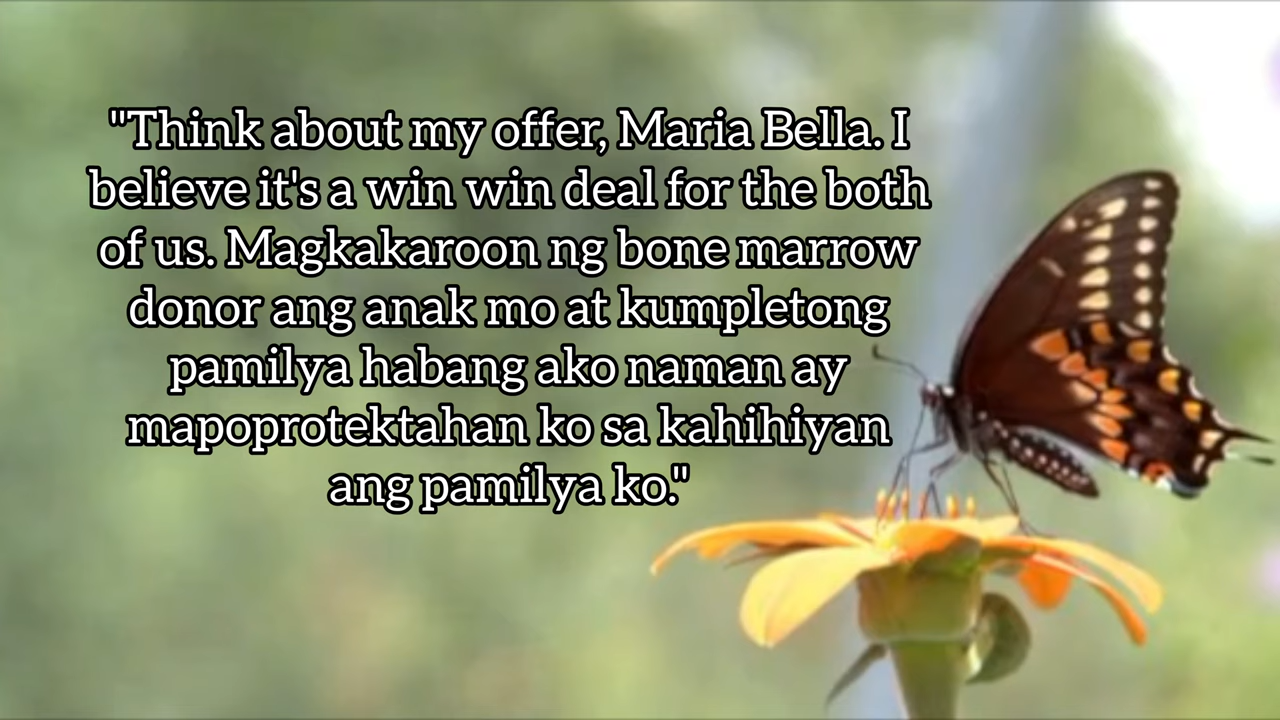 "Think about my offer, Maria Bella. I
believe it's a win win deal for the both
of us. Magkakaroon ng bone marrow
donor ang anak mo at kumpletong
pamilya habang ako naman ay
mapoprotektahan ko sa kahihiyan
ang pamilya ko."